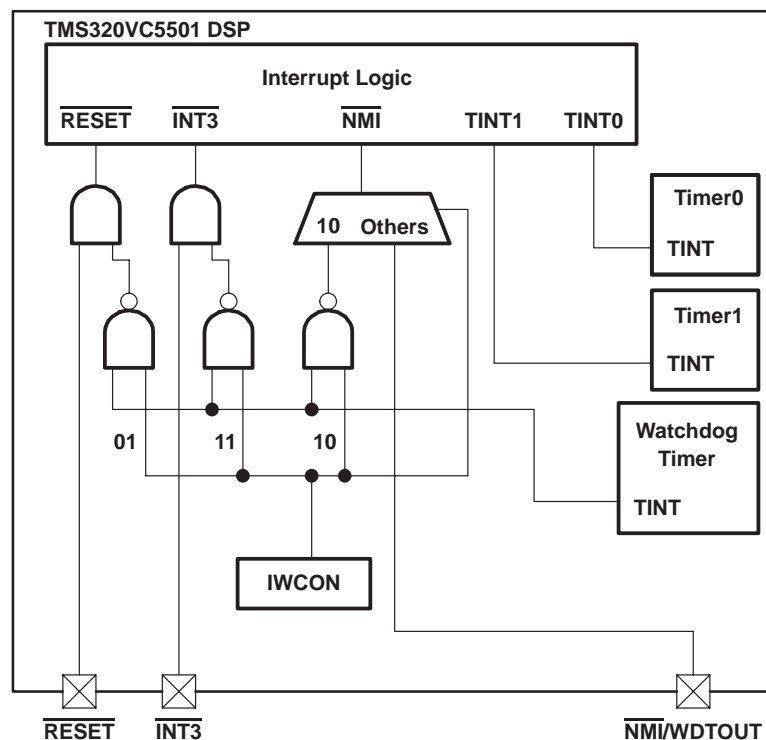 TMS320VC5501 DSP
Interrupt Logic
RESET INT3 NMI TINT1 TINT0
Timer0
10 Others
TINT
Timer1
TINT
Watchdog
Timer
01 11 10
TINT
IWCON
RESET INT3 NMI/WDTOUT